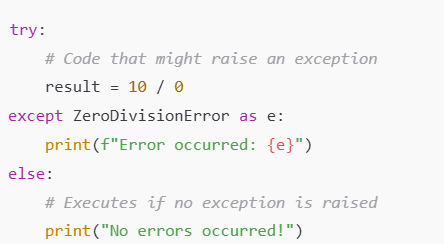 try:
    # Code that might raise an exception
    result = 10 / 0
except ZeroDivisionError as e:
    print(f"Error occurred: {e}")
else:
    # Executes if no exception is raised
    print("No errors occurred!")